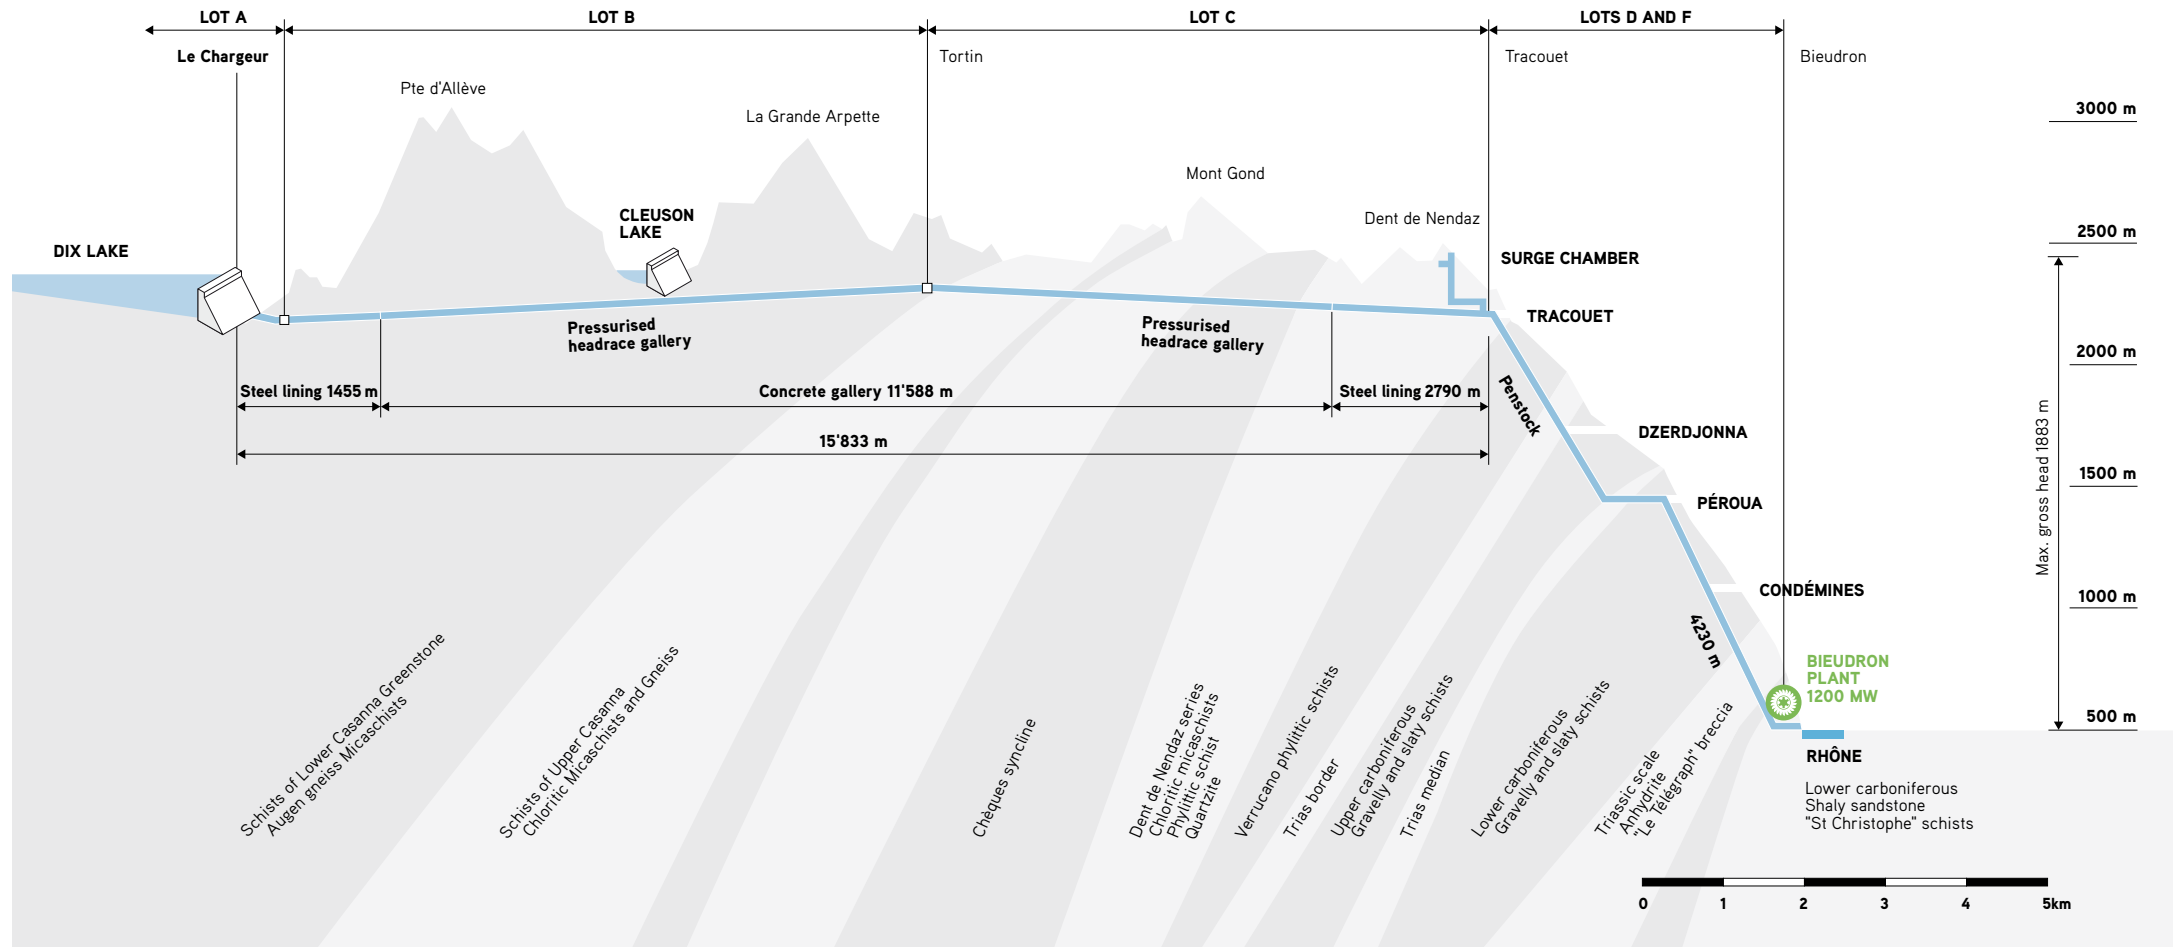 LOT A
LOT B
LOT C
LOTS D AND F
Le Chargeur
Tortin
Tracouet
Bieudron
Pte d'Allève
La Grande Arpette
Mont Gond
Dent de Nendaz
3000 m
2500 m
2000 m
1500 m
1000 m
500 m
Max. gross head 1883 m
DIX LAKE
CLEUSON
LAKE
SURGE CHAMBER
TRACOUET
Pressurised
headrace gallery
Pressurised
headrace gallery
Steel lining 1455 m
Concrete gallery 11'588 m
Steel lining 2790 m
15'833 m
Penstock
DZERDJONNA
PÉROUA
CONDÉMINES
4230 m
BIEUDRON
PLANT
1200 MW
RHÔNE
Schists of Lower Casanna Greenstone
Augen gneiss Micaschists
Schists of Upper Casanna
Chloritic Micaschists and Gneiss
Chèques syncline
Dent de Nendaz series
Chloritic micaschists
Phylittic schist
Quartzite
Verrucano phylittic schists
Trias border
Upper carboniferous
Gravelly and slaty schists
Trias median
Lower carboniferous
Gravelly and slaty schists
Triassic scale
Anhydrite
"Le Télégraph" breccia
Lower carboniferous
Shaly sandstone
"St Christophe" schists
0 1 2 3 4 5km